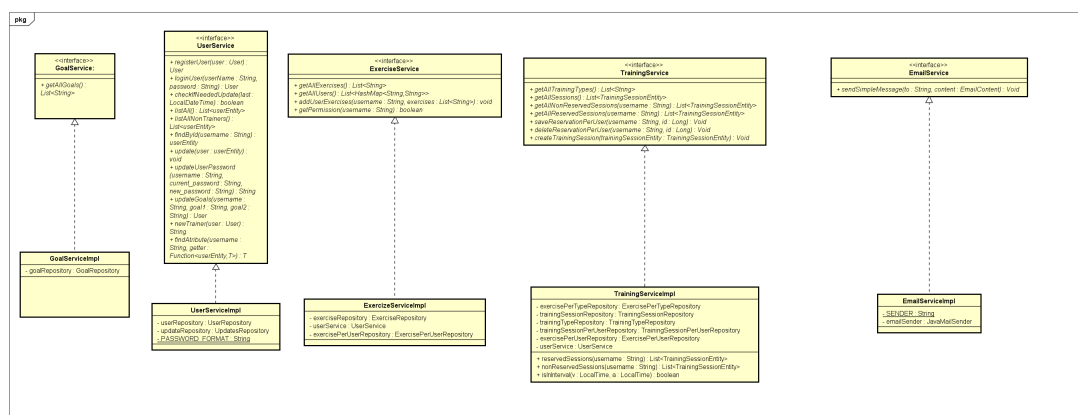 pkg
<<interface>>
GoalService:
+ getAllGoals() :
List<String>
GoalServiceImpl
- goalRepository : GoalRepository
<<interface>>
UserService
+ registerUser(user : User) :
User
+ loginUser(userName : String,
password : String) : User
+ checkIfNeededUpdate(last :
LocalDateTime) : boolean
+ listAll() : List<userEntity>
+ listAllNonTrainers() :
List<userEntity>
+ findById(username : String) :
userEntity
+ update(user : userEntity) :
void
+ updateUserPassword
(username : String,
current_password : String,
new_password : String) : String
+ updateGoals(username :
String, goal1 : String, goal2 :
String) : User
+ newTrainer(user : User) :
String
+ findAtribute(username :
String, getter :
Function<userEntity,T>) : T
UserServiceImpl
- userRepository : UserRepository
- updateRepository : UpdatesRepository
- PASSWORD_FORMAT : String
<<interface>>
ExerciseService
+ getAllExercises() : List<String>
+ getAllUsers() : List<HashMap<String,String>>
+ addUserExercises(username : String, exercises : List<String>) : void
+ getPermission(username : String) : boolean
ExercizeServiceImpl
- exerciseRepository : ExerciseRepository
- userService : UserService
- exercisePerUserRepository : ExercisePerUserRepository
<<interface>>
TrainingService
+ getAllTrainingTypes() : List<String>
+ getAllSessions() : List<TrainingSessionEntity>
+ getAllNonReservedSessions(username : String) : List<TrainingSessionEntity>
+ getAllReservedSessions(username : String) : List<TrainingSessionEntity>
+ saveReservationPerUser(username : String, id : Long) : Void
+ deleteReservationPerUser(username : String, id : Long) : Void
+ createTrainingSession(trainingSessionEntity : TrainingSessionEntity) : Void
TrainingServiceImpl
- exercisePerTypeRepository : ExercisePerTypeRepository
- trainingSessionRepository : TrainingSessionRepository
- trainingTypeRepository : TrainingTypeRepository
- trainingSessionPerUserRepository : TrainingSessionPerUserRepository
- exercisePerUserRepository : ExercisePerUserRepository
- userService : UserService
+ reservedSessions(username : String) : List<TrainingSessionEntity>
+ nonReservedSessions(username : String) : List<TrainingSessionEntity>
+ isInInterval(v : LocalTime, a : LocalTime) : boolean
<<interface>>
EmailService
+ sendSimpleMessage(to : String, content : EmailContent) : Void
EmailServiceImpl
- SENDER : String
- emailSender : JavaMailSender